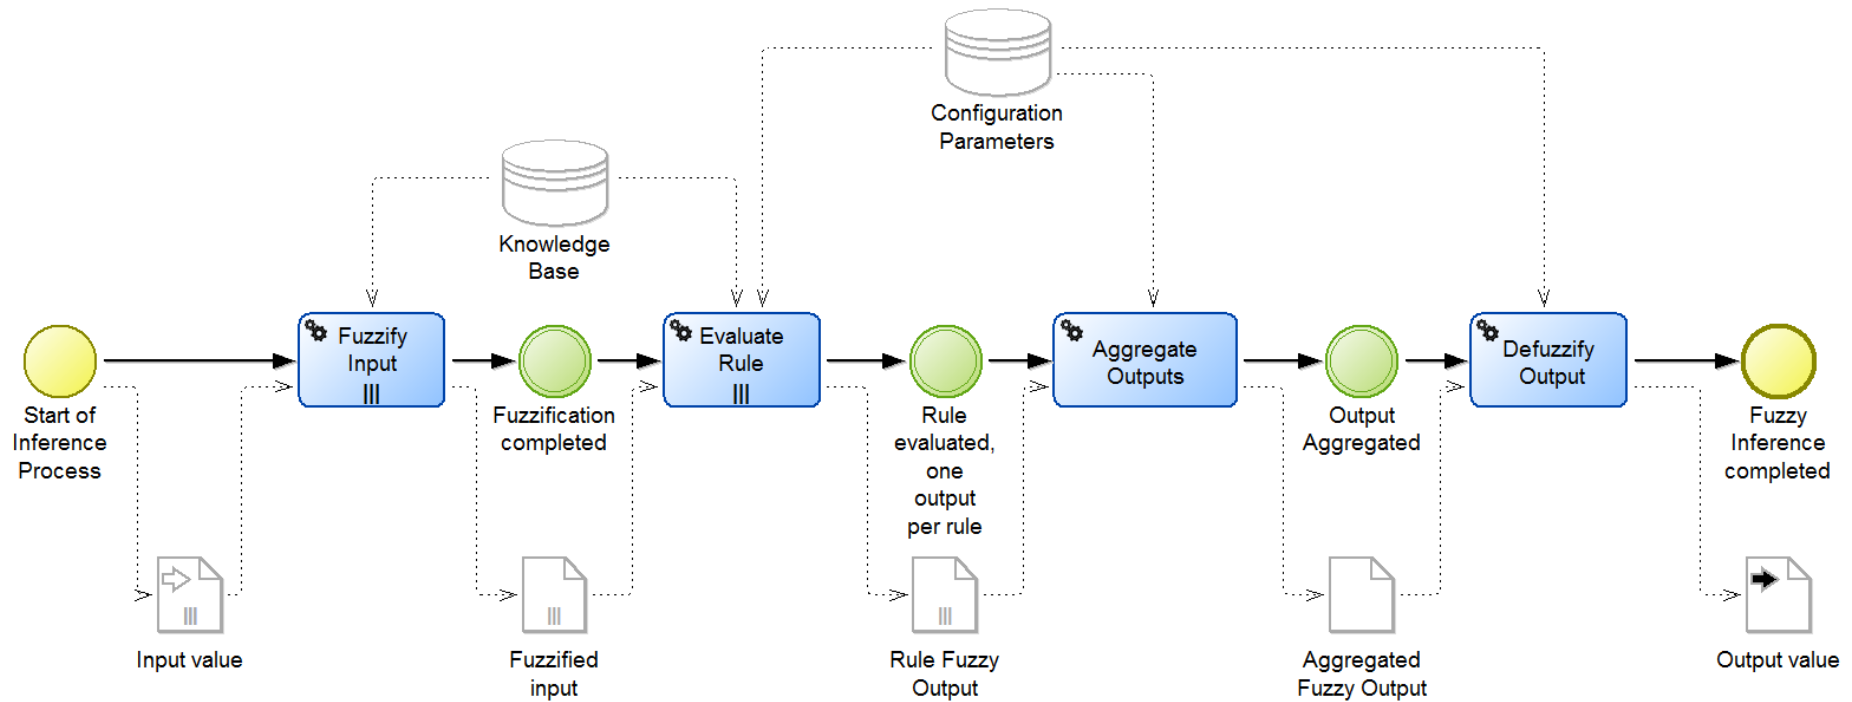 Configuration
Parameters
Knowledge
Base
Fuzzify
Input
Evaluate
Rule
Aggregate
Outputs
Defuzzify
Output
Start of
Inference
Process
Fuzzification
completed
Rule
evaluated,
one
output
per rule
Output
Aggregated
Fuzzy
Inference
completed
Input value
Fuzzified
input
Rule Fuzzy
Output
Aggregated
Fuzzy Output
Output value